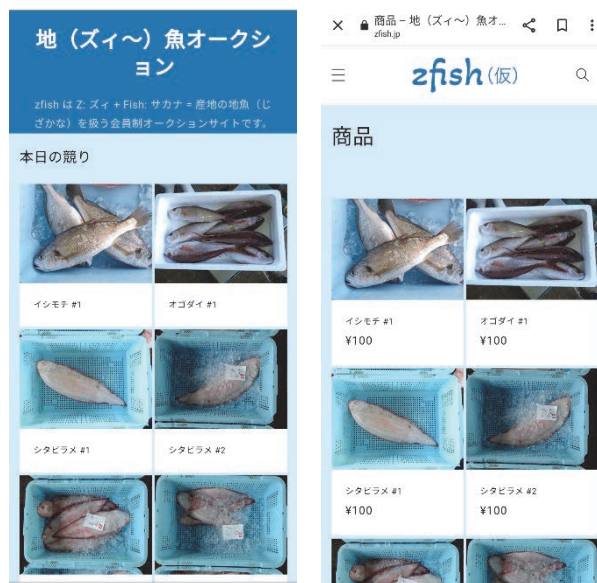 地（ズィ〜）魚オークシ
ョン
zfish は Z: ズィ + Fish: サカナ = 産地の地魚（じ
ざかな）を扱う会員制オークションサイトです。
本日の競り
イシモチ #1
オゴダイ #1
シタビラメ #1
シタビラメ #2
商品 – 地（ズィ〜）魚オ...
zfish.jp
zfish(仮)
商品
イシモチ #1
¥100
オゴダイ #1
¥100
シタビラメ #1
¥100
シタビラメ #2
¥100